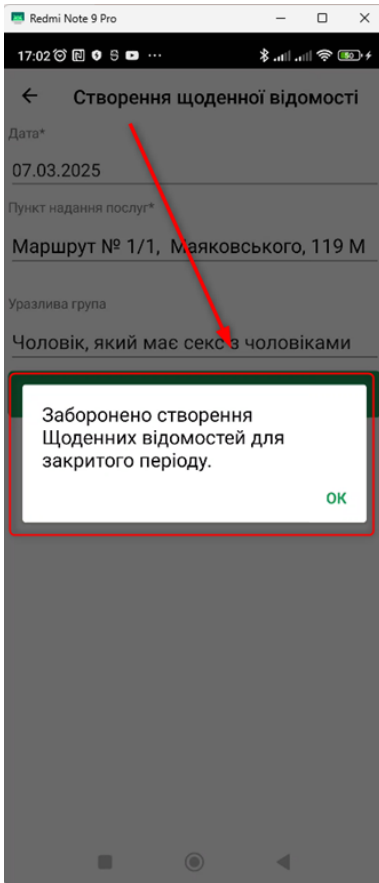 Redmi Note 9 Pro
17:02
Створення щоденної відомості
Дата*
07.03.2025
Пункт надання послуг*
Маршрут № 1/1, Маяковського, 119 М
Уразлива група
Чоловік, який має секс з чоловіками
Заборонено створення
Щоденних відомостей для
закритого періоду.
ОК